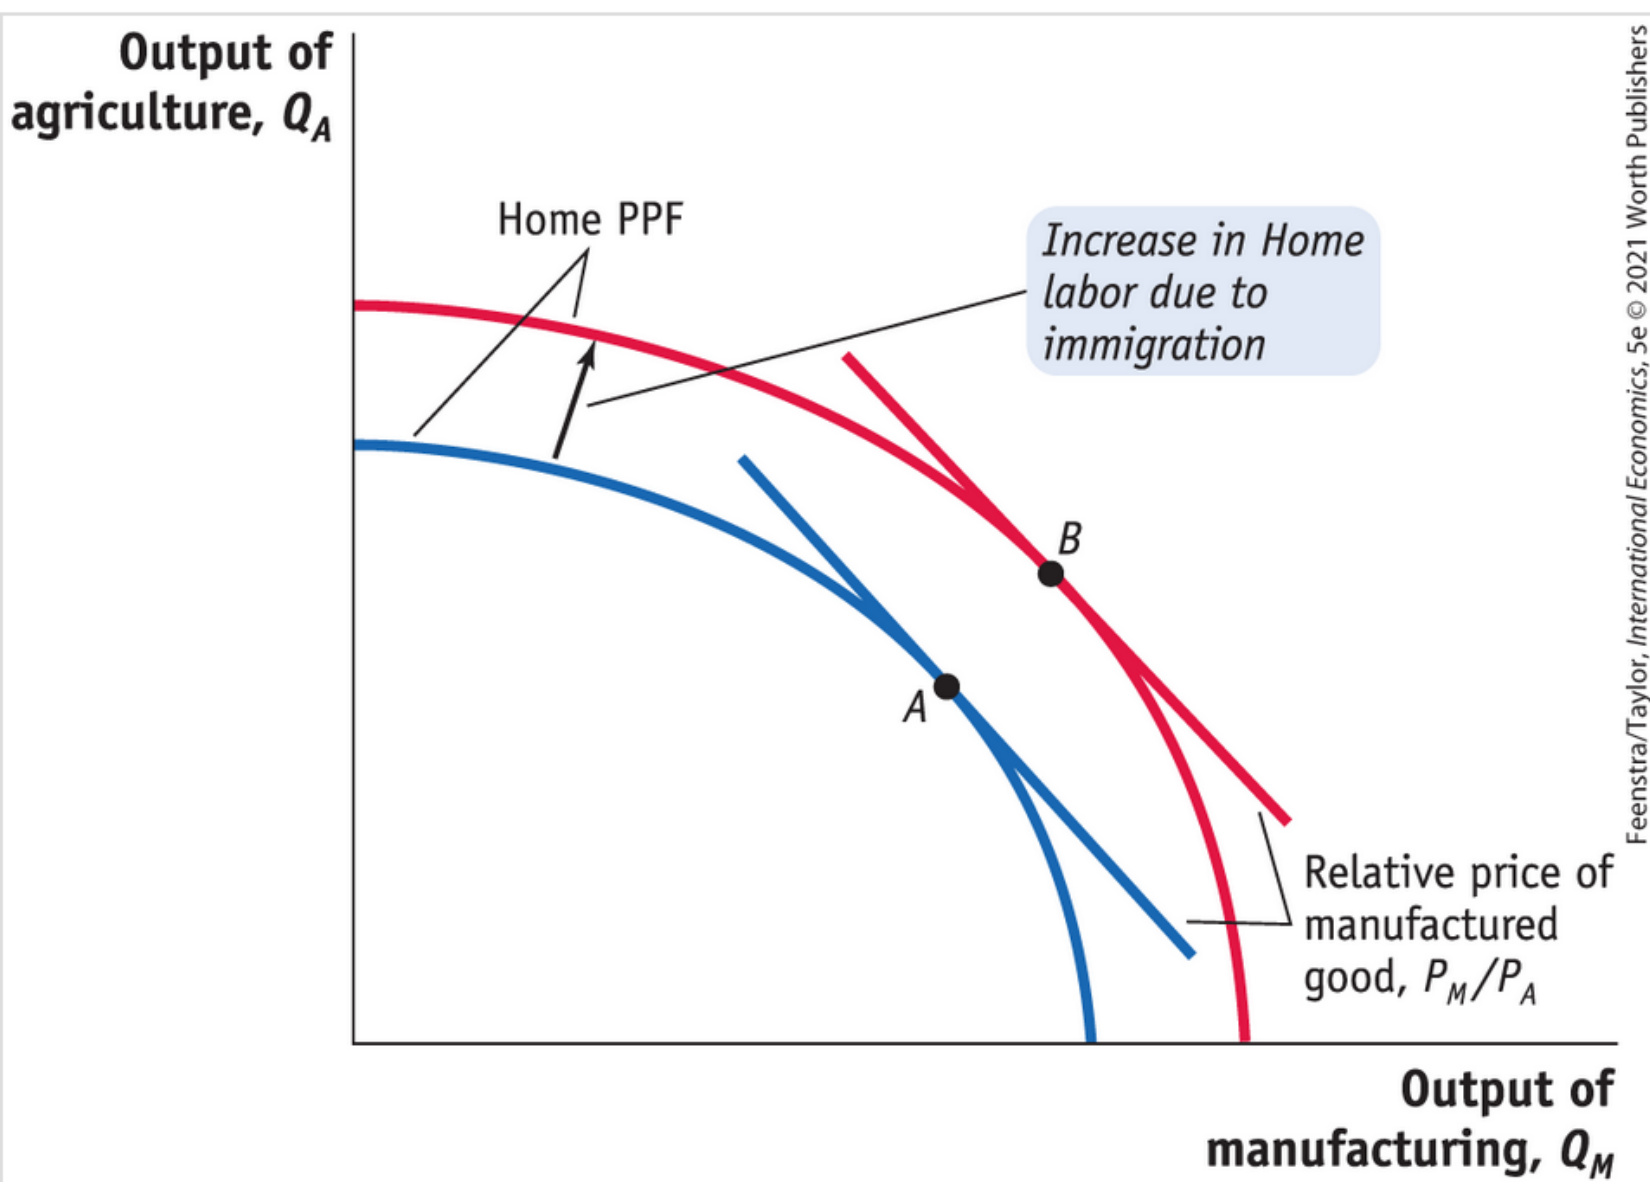 Output of
agriculture, Q_A
Home PPF
Increase in Home
labor due to
immigration
B
A
Relative price of
manufactured
good, P_M/P_A
Output of
manufacturing, Q_M
Feenstra/Taylor, International Economics, 5e © 2021 Worth Publishers